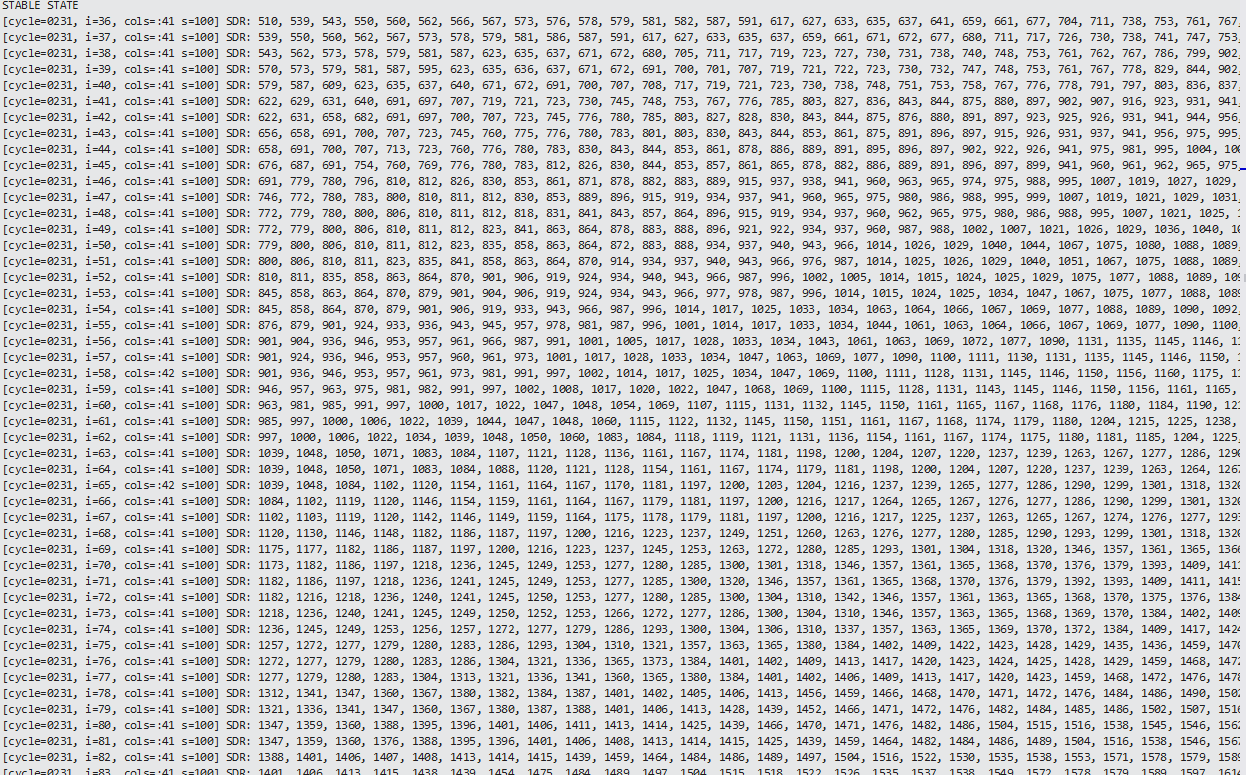 STABLE STATE
[cycle=0231, i=36, cols=:41 s=100] SDR: 510, 539, 543, 550, 560, 562, 566, 567, 573, 576, 578, 579, 581, 582, 587, 591, 617, 627, 633, 635, 637, 641, 659, 661, 677, 704, 711, 738, 753, 761, 767,
[cycle=0231, i=37, cols=:41 s=100] SDR: 539, 550, 560, 562, 567, 573, 578, 579, 581, 586, 587, 591, 617, 627, 633, 635, 637, 659, 661, 671, 672, 677, 680, 711, 717, 726, 730, 738, 741, 747, 753,
[cycle=0231, i=38, cols=:41 s=100] SDR: 543, 562, 573, 578, 579, 581, 587, 623, 635, 637, 671, 672, 680, 705, 711, 717, 719, 723, 727, 730, 731, 738, 740, 748, 753, 761, 762, 767, 786, 799, 902,
[cycle=0231, i=39, cols=:41 s=100] SDR: 570, 573, 579, 581, 587, 595, 623, 635, 636, 637, 671, 672, 691, 700, 701, 707, 719, 721, 722, 723, 730, 732, 747, 748, 753, 761, 767, 778, 829, 844, 902,
[cycle=0231, i=40, cols=:41 s=100] SDR: 579, 587, 609, 623, 635, 637, 640, 671, 672, 691, 700, 707, 708, 717, 719, 721, 723, 730, 738, 748, 751, 753, 758, 767, 776, 778, 791, 797, 803, 836, 837,
[cycle=0231, i=41, cols=:41 s=100] SDR: 622, 629, 631, 640, 691, 697, 707, 719, 721, 723, 730, 745, 748, 753, 767, 776, 785, 803, 827, 836, 843, 844, 875, 880, 897, 902, 907, 916, 923, 931, 941,
[cycle=0231, i=42, cols=:41 s=100] SDR: 622, 631, 658, 682, 691, 697, 700, 707, 723, 745, 776, 780, 785, 803, 827, 828, 830, 843, 844, 875, 876, 880, 891, 897, 923, 925, 926, 931, 941, 944, 956,
[cycle=0231, i=43, cols=:41 s=100] SDR: 656, 658, 691, 700, 707, 723, 745, 760, 775, 776, 780, 783, 801, 803, 830, 843, 844, 853, 861, 875, 891, 896, 897, 915, 926, 931, 937, 941, 956, 975, 995,
[cycle=0231, i=44, cols=:41 s=100] SDR: 658, 691, 700, 707, 713, 723, 760, 776, 780, 783, 830, 843, 844, 853, 861, 878, 886, 889, 891, 895, 896, 897, 902, 922, 926, 941, 975, 981, 995, 1004,
[cycle=0231, i=45, cols=:41 s=100] SDR: 676, 687, 691, 754, 760, 769, 776, 780, 783, 812, 826, 830, 844, 853, 857, 861, 865, 878, 882, 886, 889, 891, 896, 897, 899, 941, 960, 961, 962, 965, 975,
[cycle=0231, i=46, cols=:41 s=100] SDR: 691, 779, 780, 796, 810, 812, 826, 830, 853, 861, 871, 878, 882, 883, 889, 915, 937, 938, 941, 960, 963, 965, 974, 975, 988, 995, 1007, 1019, 1027, 1029,
[cycle=0231, i=47, cols=:41 s=100] SDR: 746, 772, 780, 783, 800, 810, 811, 812, 830, 853, 889, 896, 915, 919, 934, 937, 941, 960, 965, 975, 980, 986, 988, 995, 999, 1007, 1019, 1021, 1029, 1031,
[cycle=0231, i=48, cols=:41 s=100] SDR: 772, 779, 780, 800, 806, 810, 811, 812, 818, 831, 841, 843, 857, 864, 896, 915, 919, 934, 937, 960, 962, 965, 975, 980, 986, 988, 995, 1007, 1021, 1025,
[cycle=0231, i=49, cols=:41 s=100] SDR: 772, 779, 800, 806, 810, 811, 812, 823, 841, 863, 864, 878, 883, 888, 896, 921, 922, 934, 937, 960, 987, 988, 1002, 1007, 1021, 1026, 1029, 1036, 1040,
[cycle=0231, i=50, cols=:41 s=100] SDR: 779, 800, 806, 810, 811, 812, 823, 835, 858, 863, 864, 872, 883, 888, 934, 937, 940, 943, 966, 1014, 1026, 1029, 1040, 1044, 1067, 1075, 1080, 1088, 1089,
[cycle=0231, i=51, cols=:41 s=100] SDR: 800, 806, 810, 811, 823, 835, 841, 858, 863, 864, 870, 914, 934, 937, 940, 943, 966, 976, 987, 1014, 1025, 1026, 1029, 1040, 1051, 1067, 1075, 1088, 1089,
[cycle=0231, i=52, cols=:41 s=100] SDR: 810, 811, 835, 858, 863, 864, 870, 901, 906, 919, 924, 934, 940, 943, 966, 987, 996, 1002, 1005, 1014, 1015, 1024, 1025, 1029, 1075, 1077, 1088, 1089,
[cycle=0231, i=53, cols=:41 s=100] SDR: 845, 858, 863, 864, 870, 879, 901, 904, 906, 919, 924, 934, 943, 966, 977, 978, 987, 996, 1014, 1015, 1024, 1025, 1034, 1047, 1067, 1075, 1077, 1088, 1089
[cycle=0231, i=54, cols=:41 s=100] SDR: 845, 858, 864, 870, 879, 901, 906, 919, 933, 943, 966, 987, 996, 1014, 1017, 1025, 1033, 1034, 1063, 1064, 1066, 1067, 1069, 1077, 1088, 1089, 1090, 1092,
[cycle=0231, i=55, cols=:41 s=100] SDR: 876, 879, 901, 924, 933, 936, 943, 945, 957, 978, 981, 987, 996, 1001, 1014, 1017, 1033, 1034, 1044, 1061, 1063, 1064, 1066, 1067, 1069, 1077, 1090, 1100,
[cycle=0231, i=56, cols=:41 s=100] SDR: 901, 904, 936, 946, 953, 957, 961, 966, 987, 991, 1001, 1005, 1017, 1028, 1033, 1034, 1043, 1061, 1063, 1069, 1072, 1077, 1090, 1131, 1135, 1145, 1146,
[cycle=0231, i=57, cols=:41 s=100] SDR: 901, 924, 936, 946, 953, 957, 960, 961, 973, 1001, 1017, 1028, 1033, 1034, 1047, 1063, 1069, 1077, 1090, 1100, 1111, 1130, 1131, 1135, 1145, 1146, 1150,
[cycle=0231, i=58, cols=:42 s=100] SDR: 901, 936, 946, 953, 957, 961, 973, 981, 991, 997, 1002, 1014, 1017, 1025, 1034, 1047, 1069, 1100, 1111, 1128, 1131, 1145, 1146, 1150, 1156, 1160, 1175,
[cycle=0231, i=59, cols=:41 s=100] SDR: 946, 957, 963, 975, 981, 982, 991, 997, 1002, 1008, 1017, 1020, 1022, 1047, 1068, 1069, 1100, 1115, 1128, 1131, 1143, 1145, 1146, 1150, 1156, 1161, 1165,
[cycle=0231, i=60, cols=:41 s=100] SDR: 963, 981, 985, 991, 997, 1000, 1017, 1022, 1047, 1048, 1054, 1069, 1107, 1115, 1131, 1132, 1145, 1150, 1161, 1165, 1167, 1168, 1176, 1180, 1184, 1190,
[cycle=0231, i=61, cols=:41 s=100] SDR: 985, 997, 1000, 1006, 1022, 1039, 1044, 1047, 1048, 1060, 1115, 1122, 1132, 1145, 1150, 1151, 1161, 1167, 1168, 1174, 1179, 1180, 1204, 1215, 1225, 1238,
[cycle=0231, i=62, cols=:41 s=100] SDR: 997, 1000, 1006, 1022, 1034, 1039, 1048, 1050, 1060, 1083, 1084, 1118, 1119, 1121, 1131, 1136, 1154, 1161, 1167, 1174, 1175, 1180, 1181, 1185, 1204, 1225,
[cycle=0231, i=63, cols=:41 s=100] SDR: 1039, 1048, 1050, 1071, 1083, 1084, 1107, 1121, 1128, 1136, 1161, 1167, 1174, 1181, 1198, 1200, 1204, 1207, 1220, 1237, 1239, 1263, 1267, 1277, 1286,
[cycle=0231, i=64, cols=:41 s=100] SDR: 1039, 1048, 1050, 1071, 1083, 1084, 1088, 1120, 1121, 1128, 1154, 1161, 1167, 1174, 1179, 1181, 1198, 1200, 1204, 1207, 1220, 1237, 1239, 1263, 1264,
[cycle=0231, i=65, cols=:42 s=100] SDR: 1039, 1048, 1084, 1102, 1120, 1154, 1161, 1164, 1167, 1170, 1181, 1197, 1200, 1203, 1204, 1216, 1237, 1239, 1265, 1277, 1286, 1290, 1299, 1301, 1318,
[cycle=0231, i=66, cols=:41 s=100] SDR: 1084, 1102, 1119, 1120, 1146, 1154, 1159, 1161, 1164, 1167, 1179, 1181, 1197, 1200, 1216, 1217, 1264, 1265, 1267, 1276, 1277, 1286, 1290, 1299, 1301,
[cycle=0231, i=67, cols=:41 s=100] SDR: 1102, 1103, 1119, 1120, 1142, 1146, 1149, 1159, 1164, 1175, 1178, 1179, 1181, 1197, 1200, 1216, 1217, 1225, 1237, 1263, 1265, 1267, 1274, 1276, 1277,
[cycle=0231, i=68, cols=:41 s=100] SDR: 1120, 1130, 1146, 1148, 1182, 1186, 1187, 1197, 1200, 1216, 1223, 1237, 1249, 1251, 1260, 1263, 1276, 1277, 1280, 1285, 1290, 1293, 1299, 1301, 1318,
[cycle=0231, i=69, cols=:41 s=100] SDR: 1175, 1177, 1182, 1186, 1187, 1197, 1200, 1216, 1223, 1237, 1245, 1253, 1263, 1272, 1280, 1285, 1293, 1301, 1304, 1318, 1320, 1346, 1357, 1361, 1365,
[cycle=0231, i=70, cols=:41 s=100] SDR: 1173, 1182, 1186, 1197, 1218, 1236, 1245, 1249, 1253, 1277, 1280, 1285, 1300, 1301, 1318, 1346, 1357, 1361, 1365, 1368, 1370, 1376, 1379, 1393, 1409,
[cycle=0231, i=71, cols=:41 s=100] SDR: 1182, 1186, 1197, 1218, 1236, 1241, 1245, 1249, 1253, 1277, 1285, 1300, 1320, 1346, 1357, 1361, 1365, 1368, 1370, 1376, 1379, 1392, 1393, 1409, 1411,
[cycle=0231, i=72, cols=:41 s=100] SDR: 1182, 1216, 1218, 1236, 1240, 1241, 1245, 1250, 1253, 1277, 1280, 1285, 1300, 1304, 1310, 1342, 1346, 1357, 1361, 1363, 1365, 1368, 1370, 1375, 1376,
[cycle=0231, i=73, cols=:41 s=100] SDR: 1218, 1236, 1240, 1241, 1245, 1249, 1250, 1252, 1253, 1266, 1272, 1277, 1286, 1300, 1304, 1310, 1346, 1357, 1363, 1365, 1368, 1369, 1370, 1384, 1402,
[cycle=0231, i=74, cols=:41 s=100] SDR: 1236, 1245, 1249, 1253, 1256, 1257, 1272, 1277, 1279, 1286, 1293, 1300, 1304, 1306, 1310, 1337, 1357, 1363, 1365, 1369, 1370, 1372, 1384, 1409, 1417,
[cycle=0231, i=75, cols=:41 s=100] SDR: 1257, 1272, 1277, 1279, 1280, 1283, 1286, 1293, 1304, 1310, 1321, 1357, 1363, 1365, 1380, 1384, 1402, 1409, 1422, 1423, 1428, 1429, 1435, 1436, 1459,
[cycle=0231, i=76, cols=:41 s=100] SDR: 1272, 1277, 1279, 1280, 1283, 1286, 1304, 1321, 1336, 1365, 1373, 1384, 1401, 1402, 1409, 1413, 1417, 1420, 1423, 1424, 1425, 1428, 1429, 1459, 1468,
[cycle=0231, i=77, cols=:41 s=100] SDR: 1277, 1279, 1280, 1283, 1304, 1313, 1321, 1336, 1341, 1360, 1365, 1380, 1384, 1401, 1402, 1406, 1409, 1413, 1417, 1420, 1423, 1459, 1468, 1472, 1476,
[cycle=0231, i=78, cols=:41 s=100] SDR: 1312, 1341, 1347, 1360, 1367, 1380, 1382, 1384, 1387, 1401, 1402, 1405, 1406, 1413, 1456, 1459, 1466, 1468, 1470, 1471, 1472, 1476, 1484, 1486, 1490,
[cycle=0231, i=79, cols=:41 s=100] SDR: 1321, 1336, 1341, 1347, 1360, 1367, 1380, 1387, 1388, 1401, 1406, 1413, 1428, 1439, 1452, 1466, 1471, 1472, 1476, 1482, 1484, 1485, 1486, 1502, 1507,
[cycle=0231, i=80, cols=:41 s=100] SDR: 1347, 1359, 1360, 1388, 1395, 1396, 1401, 1406, 1411, 1413, 1414, 1425, 1439, 1466, 1470, 1471, 1476, 1482, 1486, 1504, 1515, 1516, 1538, 1545, 1546,
[cycle=0231, i=81, cols=:41 s=100] SDR: 1347, 1359, 1360, 1376, 1388, 1395, 1396, 1401, 1406, 1408, 1413, 1414, 1415, 1425, 1439, 1459, 1464, 1482, 1484, 1486, 1489, 1504, 1516, 1538, 1546,
[cycle=0231, i=82, cols=:41 s=100] SDR: 1388, 1401, 1406, 1407, 1408, 1413, 1414, 1415, 1439, 1459, 1464, 1484, 1486, 1489, 1497, 1504, 1516, 1522, 1530, 1535, 1538, 1553, 1571, 1578, 1579,